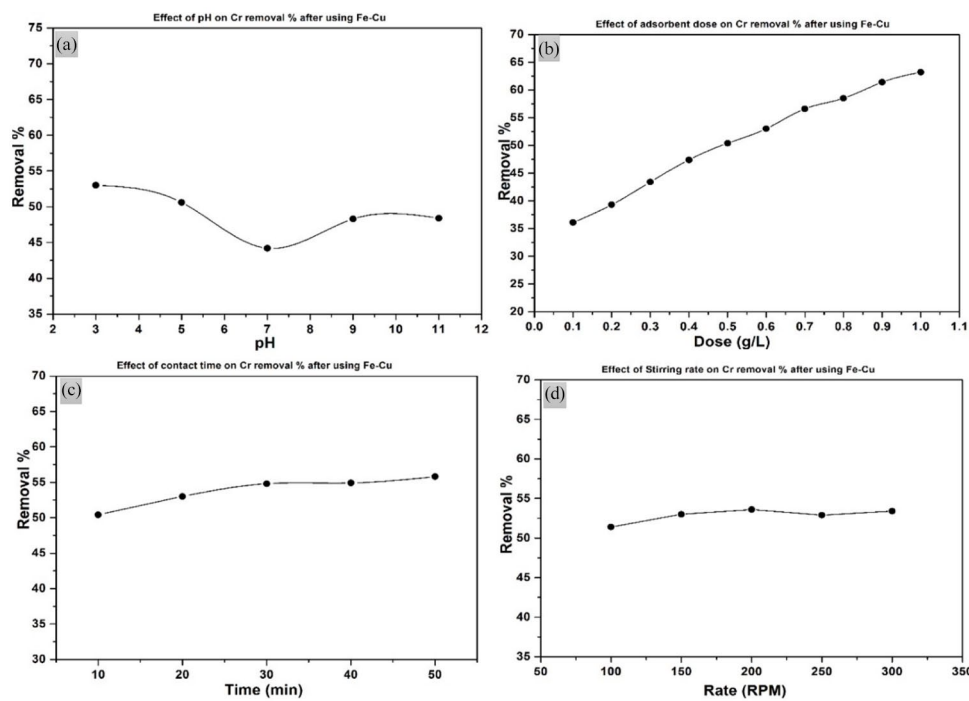 Effect of pH on Cr removal % after using Fe-Cu
(a)
Removal %
75
70
65
60
55
50
45
40
35
2 3 4 5 6 7 8 9 10 11 12
pH
Effect of adsorbent dose on Cr removal % after using Fe-Cu
(b)
Removal %
70
65
60
55
50
45
40
35
30
25
20
0.0 0.1 0.2 0.3 0.4 0.5 0.6 0.7 0.8 0.9 1.0 1.1
Dose (g/L)
Effect of contact time on Cr removal % after using Fe-Cu
(c)
Removal %
70
65
60
55
50
45
40
35
30
10 20 30 40 50
Time (min)
Effect of Stirring rate on Cr removal % after using Fe-Cu
(d)
Removal %
70
65
60
55
50
45
40
35
50 100 150 200 250 300 350
Rate (RPM)